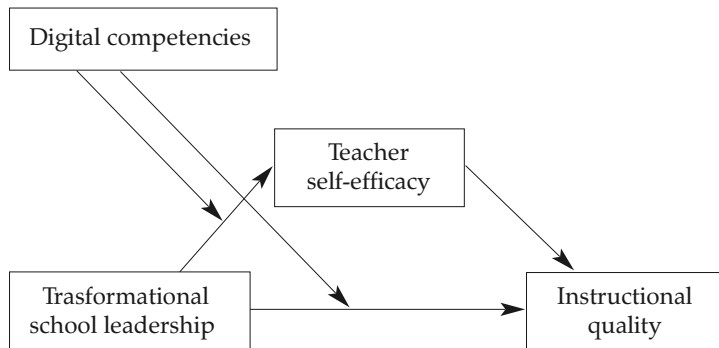 Digital competencies
Teacher
self-efficacy
Trasformational
school leadership
Instructional
quality